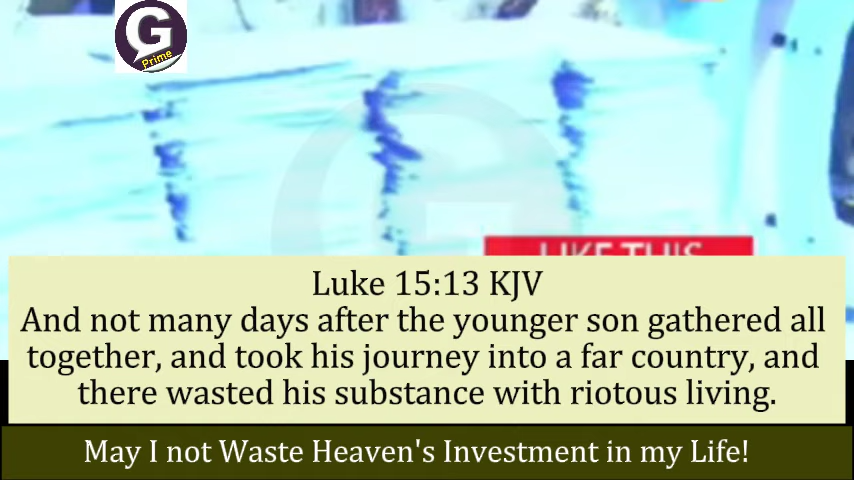 G
Prime
LIKE THIS
Luke 15:13 KJV
And not many days after the younger son gathered all
together, and took his journey into a far country, and
there wasted his substance with riotous living.
May I not Waste Heaven's Investment in my Life!